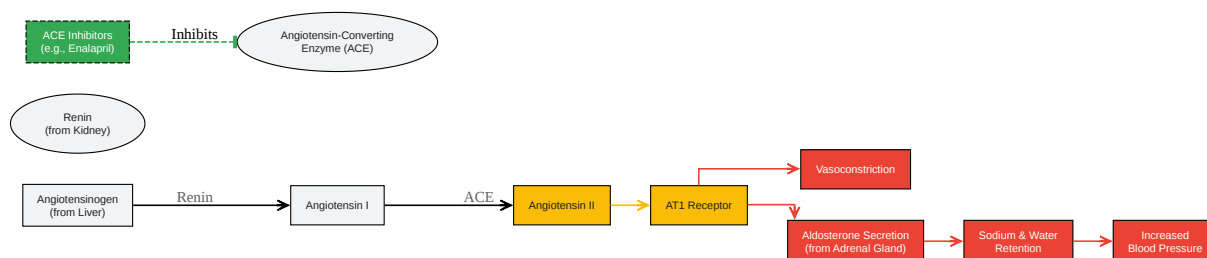 ACE Inhibitors
(e.g., Enalapril)
Inhibits
Angiotensin-Converting
Enzyme (ACE)
Renin
(from Kidney)
Vasoconstriction
Angiotensinogen
(from Liver)
Renin
Angiotensin I
ACE
Angiotensin II
AT1 Receptor
Aldosterone Secretion
(from Adrenal Gland)
Sodium & Water
Retention
Increased
Blood Pressure